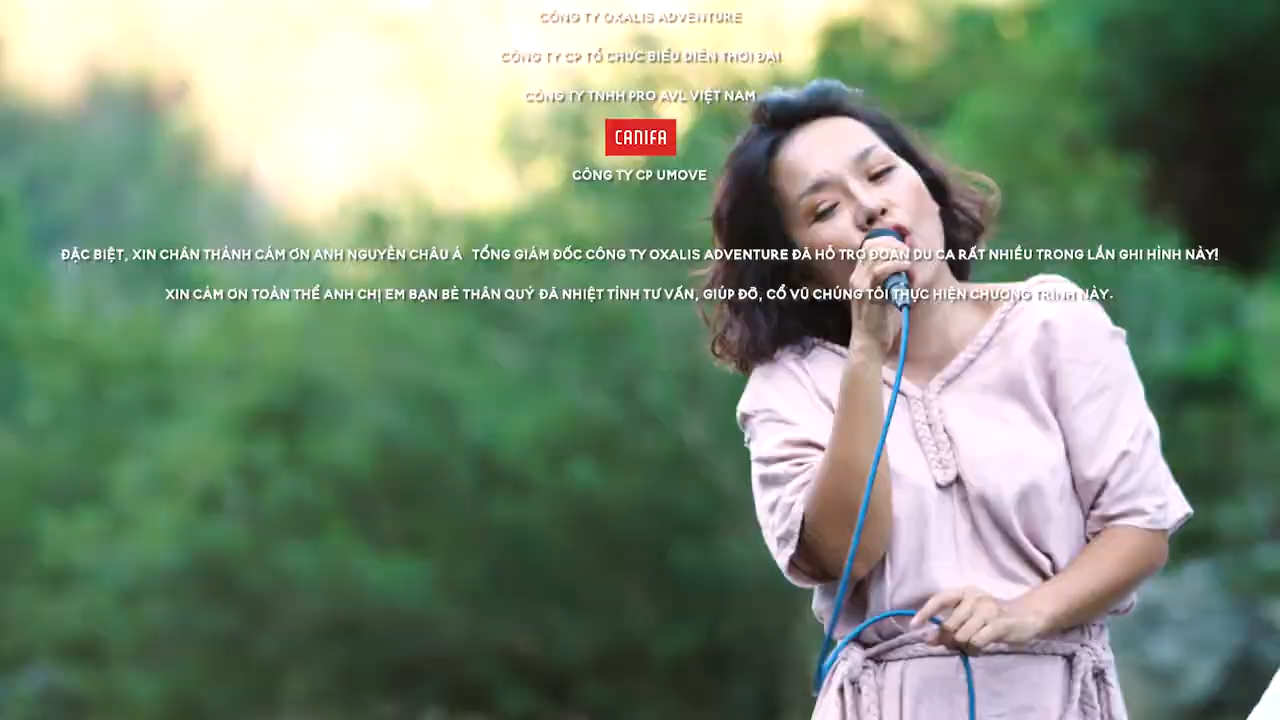 CÔNG TY OXALIS ADVENTURE
CÔNG TY CP TỔ CHỨC BIỂU DIỄN THỜI ĐẠI
CÔNG TY TNHH PRO AVL VIỆT NAM
CANIFA
CÔNG TY CP UMOVE
ĐẶC BIỆT, XIN CHÂN THÀNH CẢM ƠN ANH NGUYỄN CHÂU Á TỔNG GIÁM ĐỐC CÔNG TY OXALIS ADVENTURE ĐÃ HỖ TRỢ ĐOÀN DU CA RẤT NHIỀU TRONG LẦN GHI HÌNH NÀY!
XIN CẢM ƠN TOÀN THỂ ANH CHỊ EM BẠN BÈ THÂN QUÝ ĐÃ NHIỆT TÌNH TƯ VẤN, GIÚP ĐỠ, CỔ VŨ CHÚNG TÔI THỰC HIỆN CHƯƠNG TRÌNH NÀY.